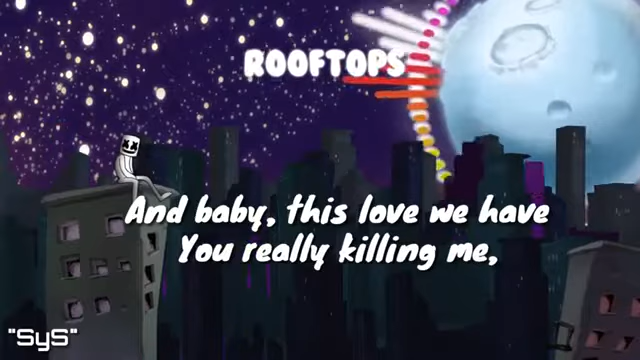 ROOFTOPS
And baby, this love we have
You really killing me,
"SyS"